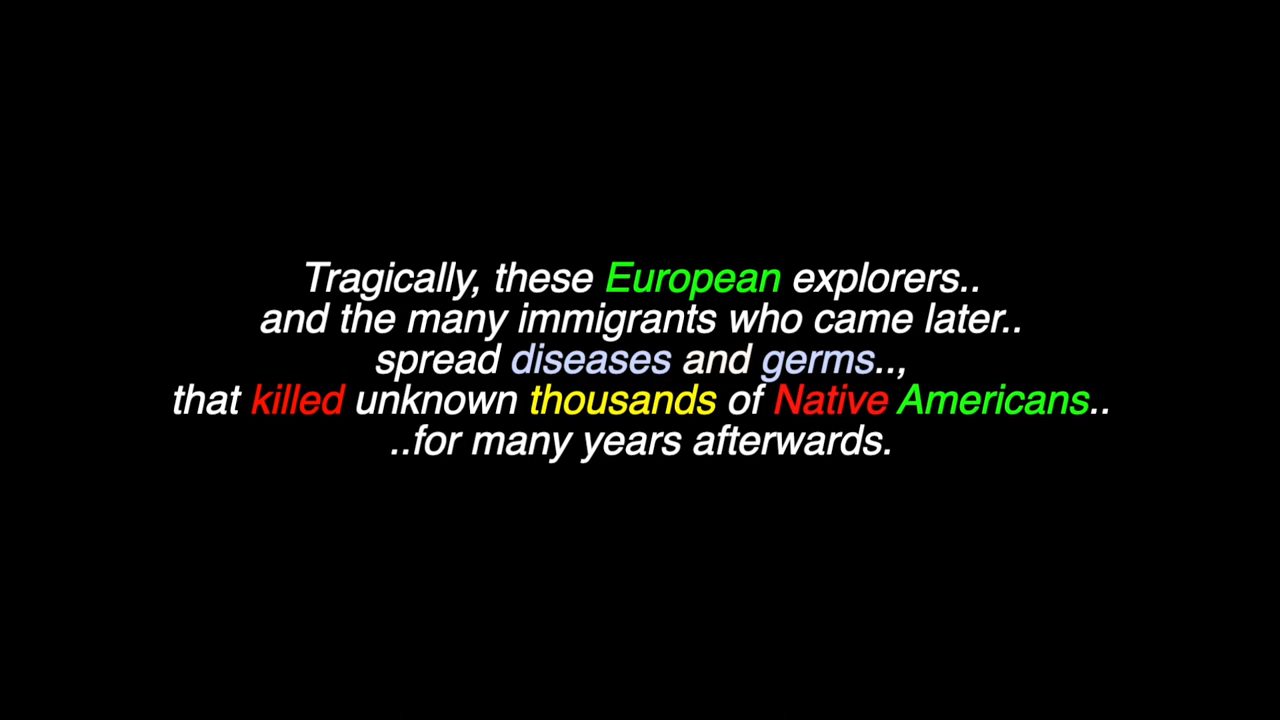 Tragically, these European explorers..
and the many immigrants who came later..
spread diseases and germs..,
that killed unknown thousands of Native Americans..
..for many years afterwards.